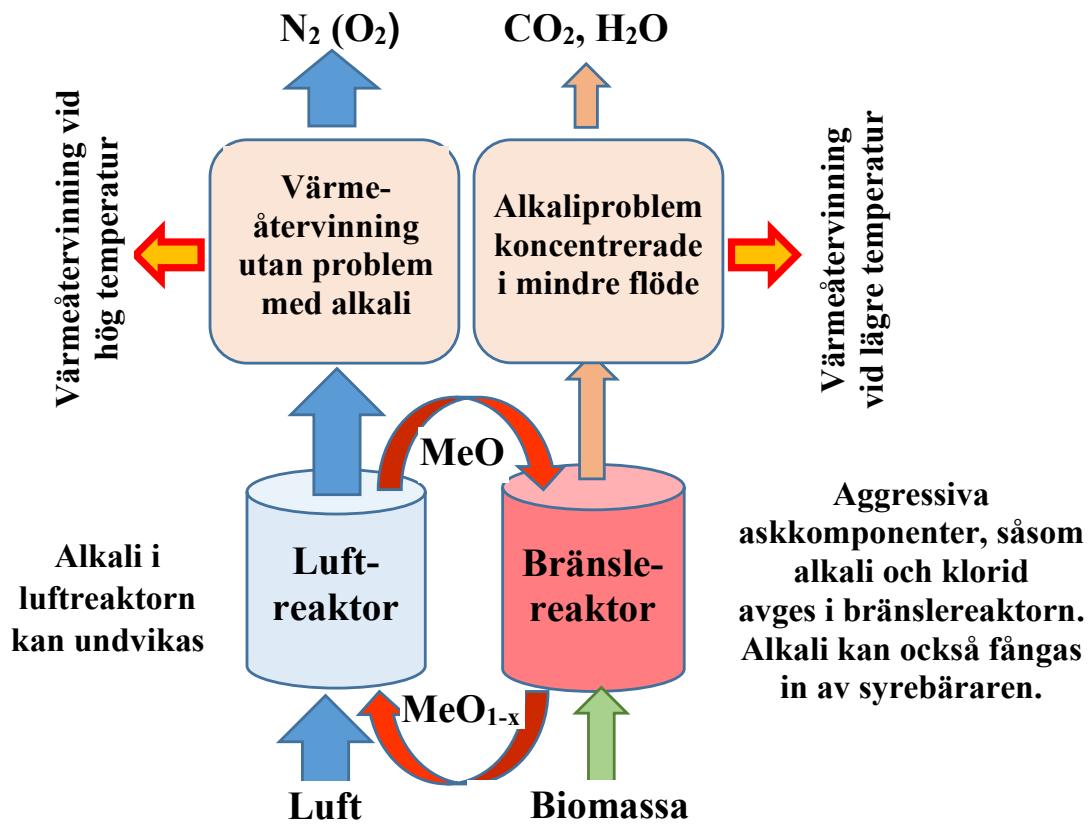 N₂ (O₂)
CO₂, H₂O
Värmeåtervinning vid
hög temperatur
Värme-
återvinning
utan problem
med alkali
Alkaliproblem
koncentrerade
i mindre flöde
Värmeåtervinning
vid lägre temperatur
MeO
Alkali i
luftreaktorn
kan undvikas
Luft-
reaktor
Bränsle-
reaktor
Aggressiva
askkomponenter, såsom
alkali och klorid
avges i bränslereaktorn.
Alkali kan också fångas
in av syrebäraren.
MeO₁₋ₓ
Luft
Biomassa